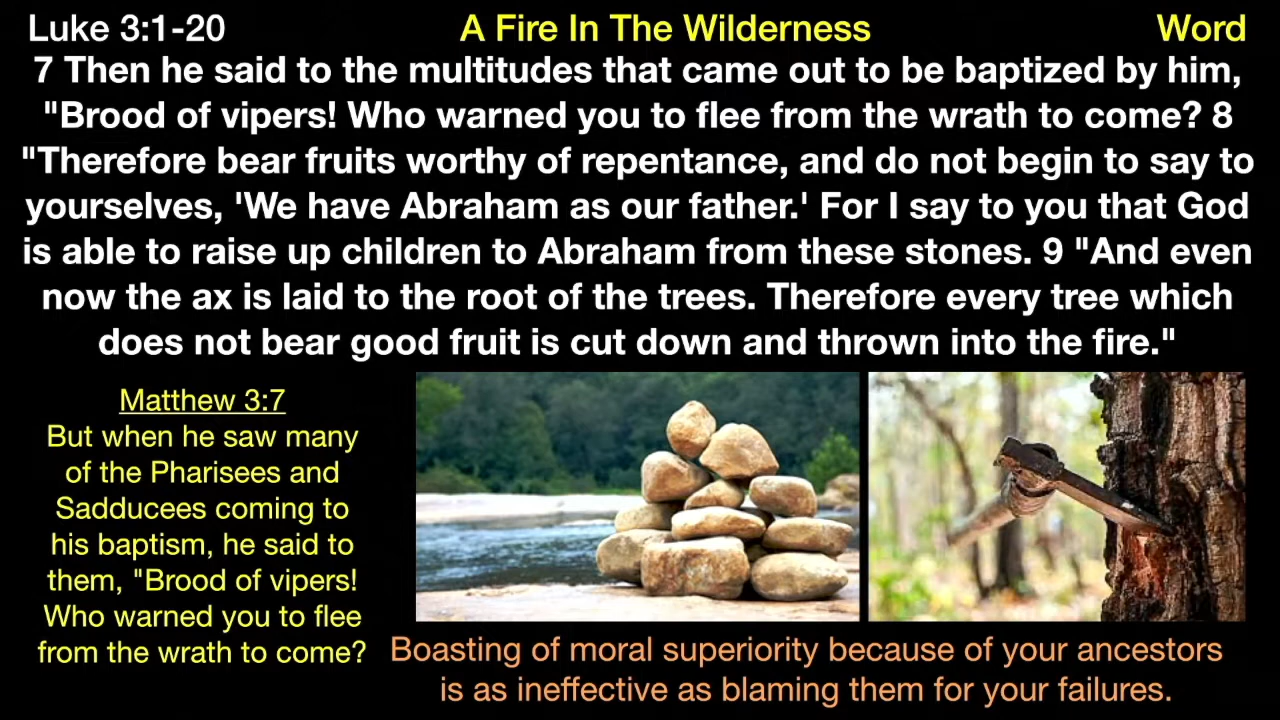 Luke 3:1-20 A Fire In The Wilderness Word
7 Then he said to the multitudes that came out to be baptized by him,
"Brood of vipers! Who warned you to flee from the wrath to come? 8
"Therefore bear fruits worthy of repentance, and do not begin to say to
yourselves, 'We have Abraham as our father.' For I say to you that God
is able to raise up children to Abraham from these stones. 9 "And even
now the ax is laid to the root of the trees. Therefore every tree which
does not bear good fruit is cut down and thrown into the fire."
Matthew 3:7
But when he saw many
of the Pharisees and
Sadducees coming to
his baptism, he said to
them, "Brood of vipers!
Who warned you to flee
from the wrath to come?
Boasting of moral superiority because of your ancestors
is as ineffective as blaming them for your failures.